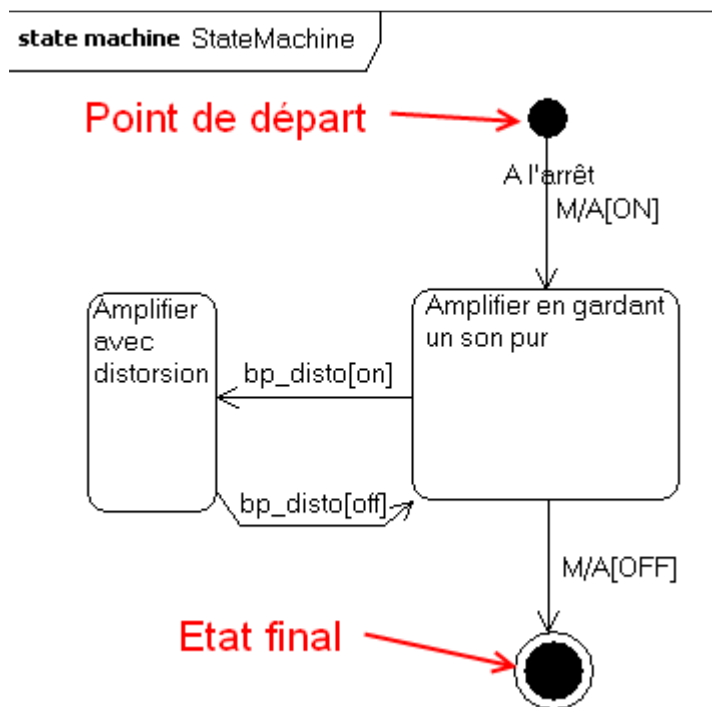 state machine StateMachine
Point de départ
A l'arrêt
M/A[ON]
Amplifier
avec
distorsion
bp_disto[on]
Amplifier en gardant
un son pur
bp_disto[off]
M/A[OFF]
Etat final